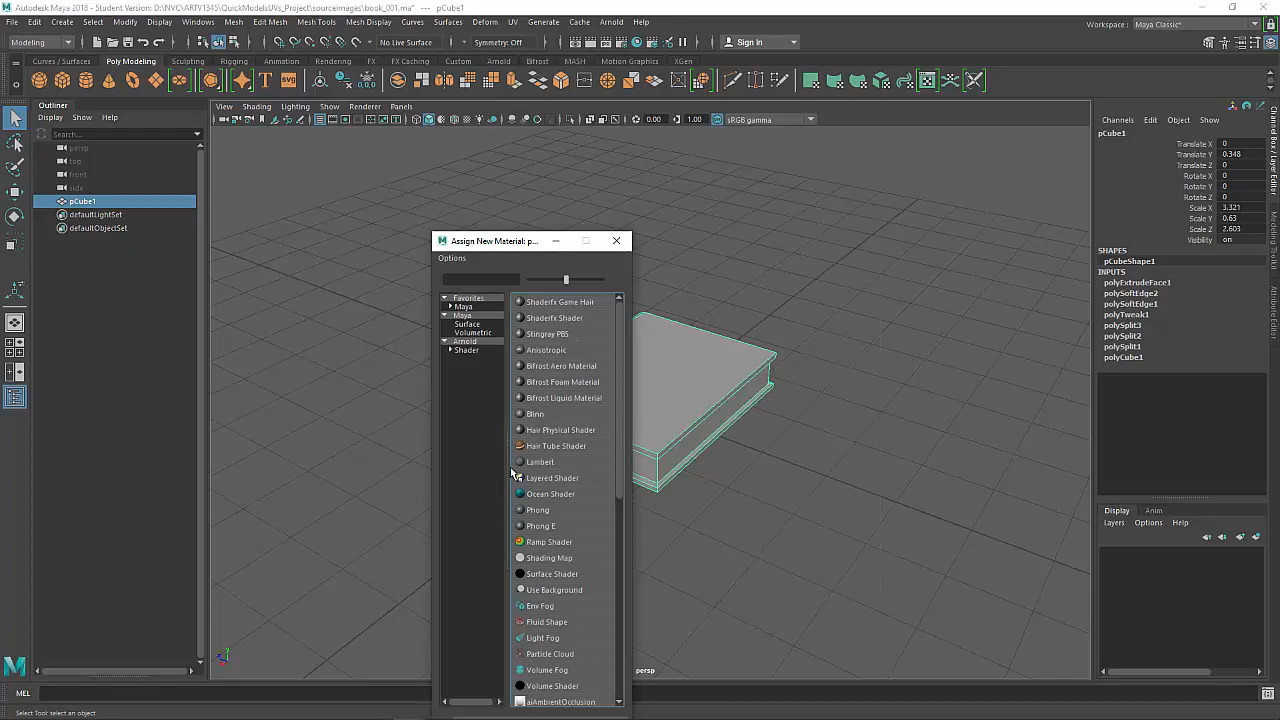 Autodesk Maya 2018 - Student Version: D:\NVC\ARTV1345\QuickModelsUVs_Project\sourceimages\book_001.ma* --- pCube1
File Edit Create Select Modify Display Windows Mesh Edit Mesh Mesh Tools Mesh Display Curves Surfaces Deform UV Generate Cache Arnold Help
Workspace : Maya Classic*
Modeling No Live Surface Symmetry: Off Sign In
Curves / Surfaces Poly Modeling Sculpting Rigging Animation Rendering FX FX Caching Custom Arnold Bifrost MASH Motion Graphics XGen
Outliner
Display Show Help
Search...
persp
top
front
side
pCube1
defaultLightSet
defaultObjectSet
View Shading Lighting Show Renderer Panels
0.00 1.00 sRGB gamma
Assign New Material: p...
Options
Favorites
Maya
Maya
Surface
Volumetric
Arnold
Shader
Shaderfx Game Hair
Shaderfx Shader
Stingray PBS
Anisotropic
Bifrost Aero Material
Bifrost Foam Material
Bifrost Liquid Material
Blinn
Hair Physical Shader
Hair Tube Shader
Lambert
Layered Shader
Ocean Shader
Phong
Phong E
Ramp Shader
Shading Map
Surface Shader
Use Background
Env Fog
Fluid Shape
Light Fog
Particle Cloud
Volume Fog
Volume Shader
aiAmbientOcclusion
persp
Channels Edit Object Show
pCube1
Translate X 0
Translate Y 0.348
Translate Z 0
Rotate X 0
Rotate Y 0
Rotate Z 0
Scale X 3.321
Scale Y 0.63
Scale Z 2.603
Visibility on
SHAPES
pCubeShape1
INPUTS
polyExtrudeFace1
polySoftEdge2
polySoftEdge1
polyTweak1
polySplit3
polySplit2
polySplit1
polyCube1
Display Anim
Layers Options Help
Channel Box / Layer Editor
Modeling Toolkit
Attribute Editor
MEL
Select Tool: select an object